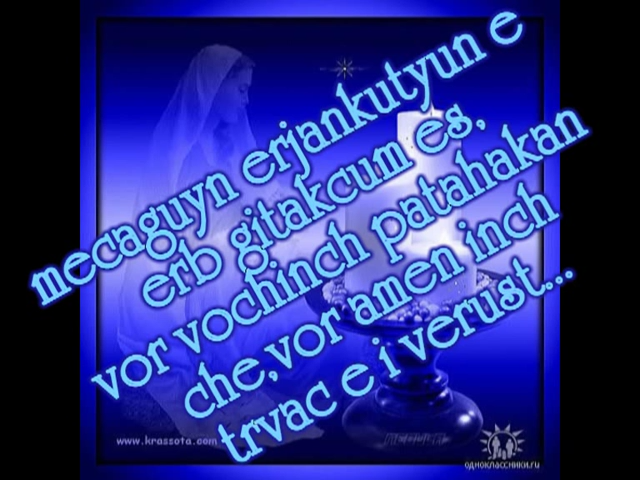 mecaguyn erjankutyun e
erb gitakcum es,
vor vochinch patahakan
che,vor amen inch
trvac e i verust...
www.krassota.com
одноклассники.ru